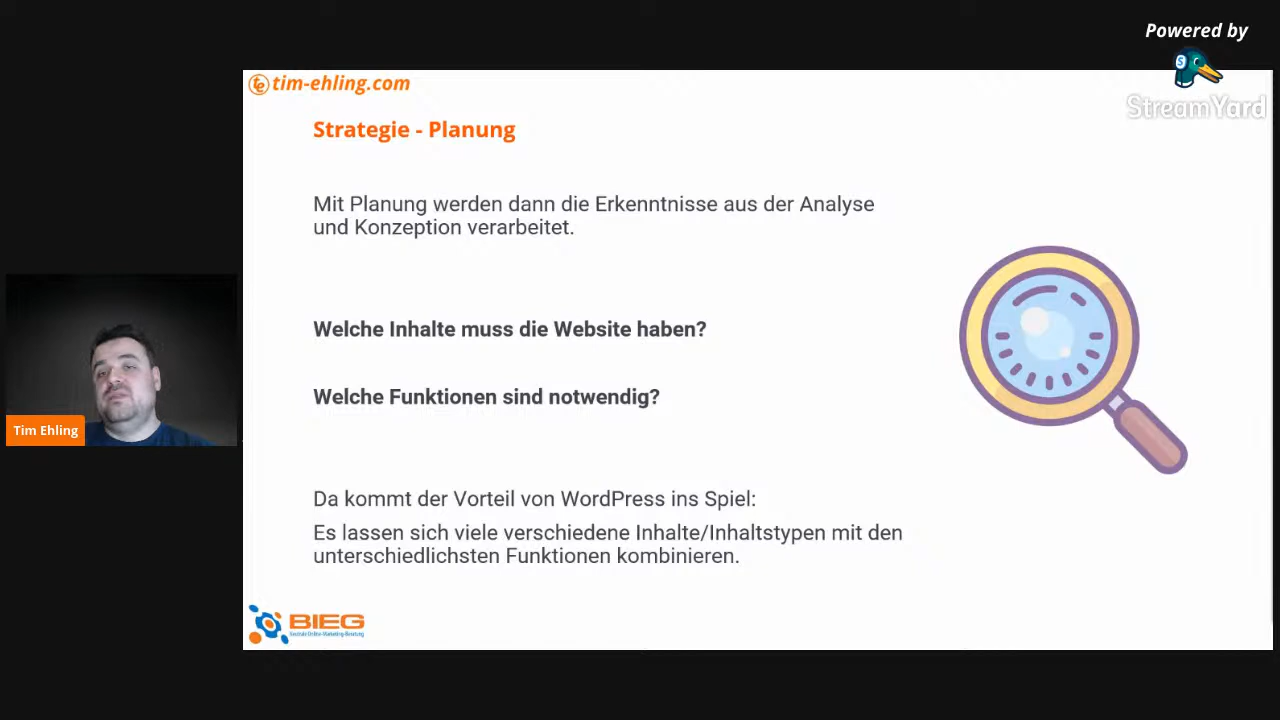 Powered by
StreamYard
tim-ehling.com
Strategie - Planung
Mit Planung werden dann die Erkenntnisse aus der Analyse
und Konzeption verarbeitet.
Welche Inhalte muss die Website haben?
Welche Funktionen sind notwendig?
Da kommt der Vorteil von WordPress ins Spiel:
Es lassen sich viele verschiedene Inhalte/Inhaltstypen mit den
unterschiedlichsten Funktionen kombinieren.
Tim Ehling
BIEG